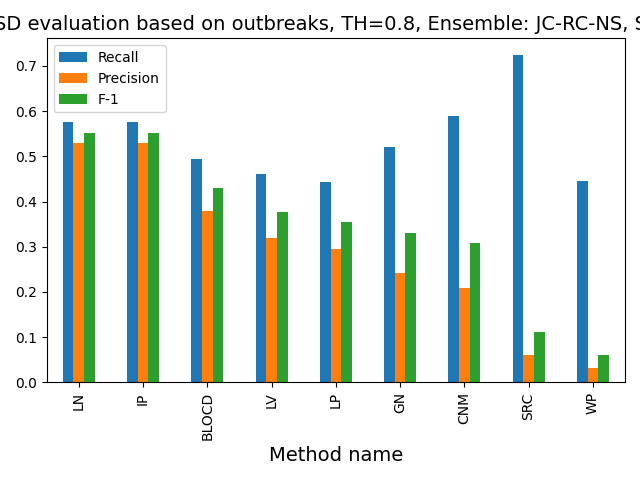 SD evaluation based on outbreaks, TH=0.8, Ensemble: JC-RC-NS, S
Recall
Precision
F-1
0.7
0.6
0.5
0.4
0.3
0.2
0.1
0.0
LN IP BLOCD LV LP GN CNM SRC WP
Method name